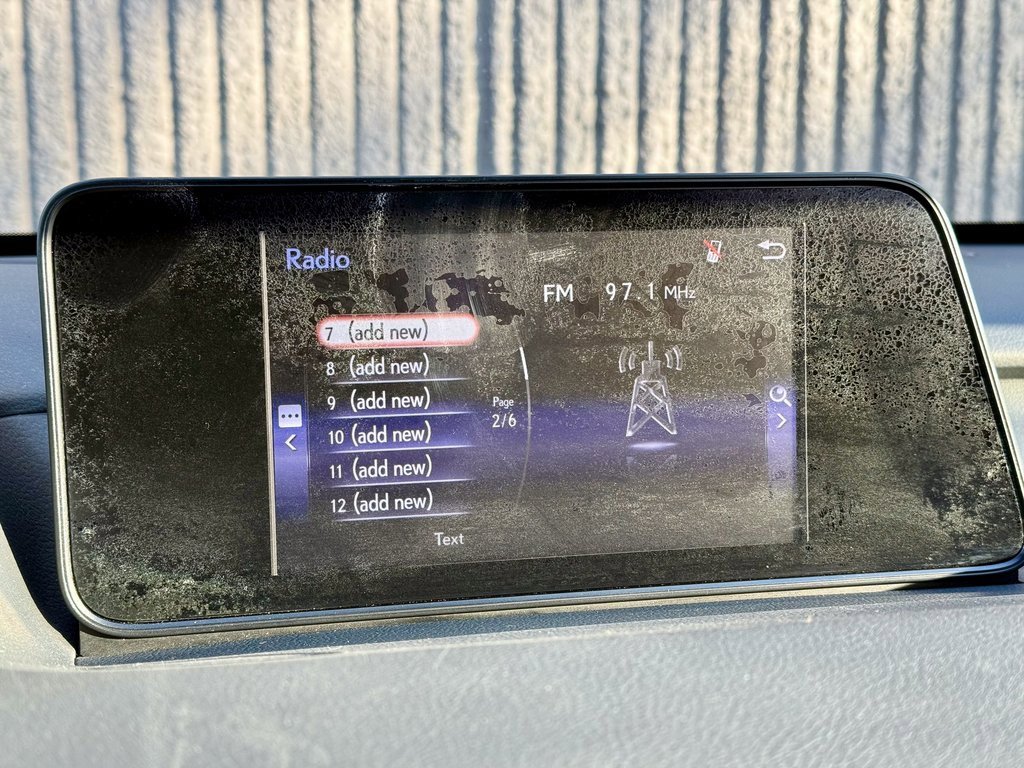 Radio
FM 97.1 MHz
7 (add new)
8 (add new)
9 (add new)
10 (add new)
11 (add new)
12 (add new)
Page
2/6
Text